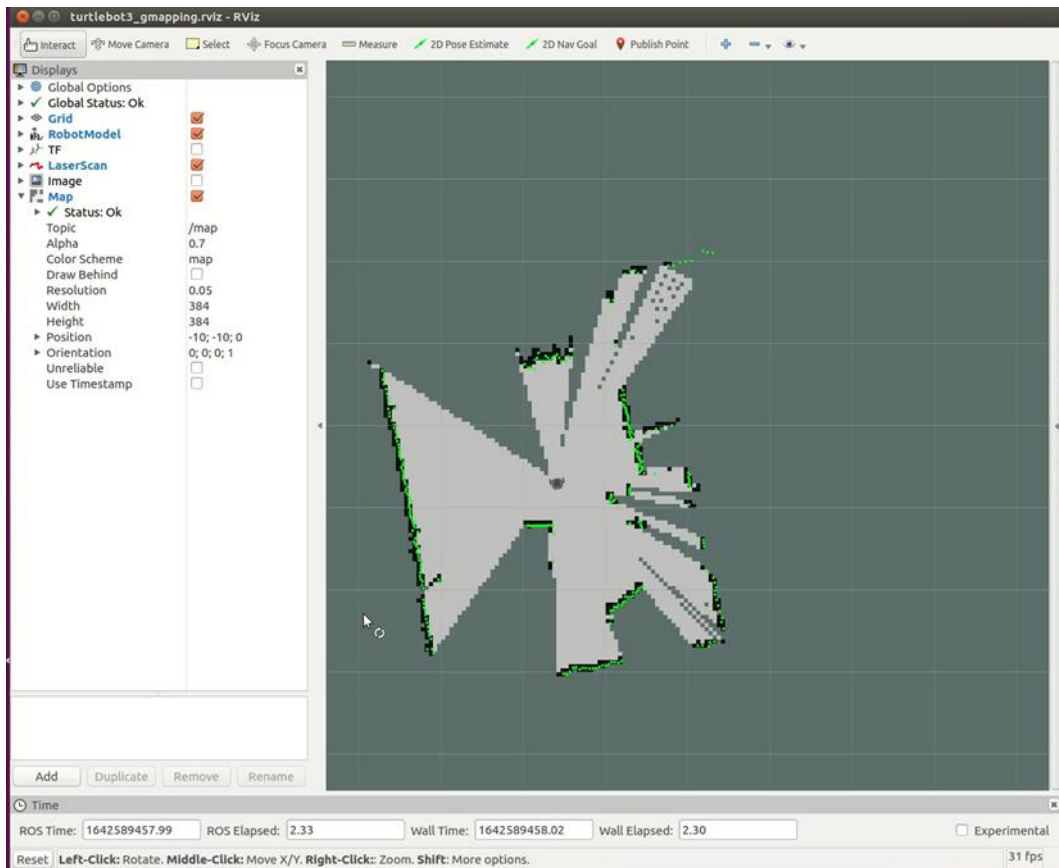 turtlebot3_gmapping.rviz - RViz
Interact Move Camera Select Focus Camera Measure 2D Pose Estimate 2D Nav Goal Publish Point
Displays
Global Options
Global Status: Ok
Grid
RobotModel
TF
LaserScan
Image
Map
Status: Ok
Topic /map
Alpha 0.7
Color Scheme map
Draw Behind
Resolution 0.05
Width 384
Height 384
Position -10; -10; 0
Orientation 0; 0; 0; 1
Unreliable
Use Timestamp
Add Duplicate Remove Rename
Time
ROS Time: 1642589457.99 ROS Elapsed: 2.33 Wall Time: 1642589458.02 Wall Elapsed: 2.30 Experimental
Reset Left-Click: Rotate. Middle-Click: Move X/Y. Right-Click:: Zoom. Shift: More options. 31 fps